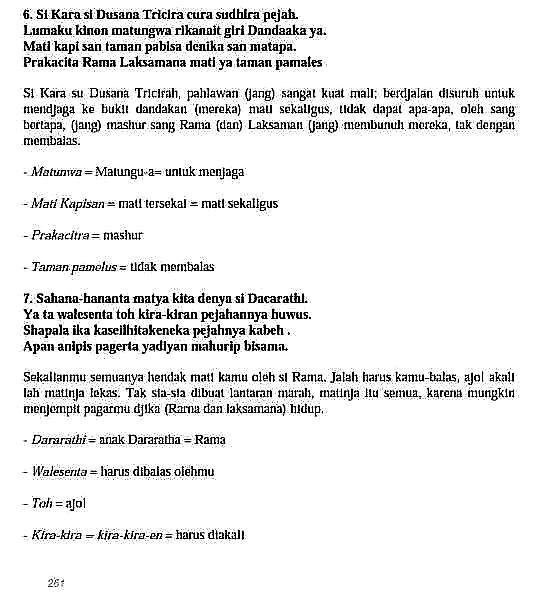 6. Si Kara si Dusana Tricira cura sudhira pejah.
Lumaku kinon matungwa rikanait giri Dandaaka ya.
Mati kapi san taman pabisa denika san matapa.
Prakacita Rama Laksamana mati ya taman pamales
Si Kara su Dusana Tricirah, pahlawan (jang) sangat kuat mati; berdjalan disuruh untuk
mendjaga ke bukit dandakan (mereka) mati sekaligus, tidak dapat apa-apa, oleh sang
bertapa, (jang) mashur sang Rama (dan) Laksaman (jang) membunuh mereka, tak dengan
membalas.
- Matunwa = Matungu-a= untuk menjaga
- Mati Kapisan = mati tersekal = mati sekaligus
- Prakacitra = mashur
- Taman pamelus = tidak membalas
7. Sahana-hananta matya kita denya si Dacarathi.
Ya ta walesenta toh kira-kiran pejahannya huwus.
Shapala ika kaseilhitakeneka pejahnya kabeh .
Apan anipis pagerta yadiyan mahurip bisama.
Sekalianmu semuanya hendak mati kamu oleh si Rama. Jalah harus kamu-balas, ajo! akali
lah matinja lekas. Tak sia-sia dibuat lantaran marah, matinja itu semua, karena mungkin
menjempit pagarmu djika (Rama dan laksamana) hidup.
- Dararathi = anak Dararatha = Rama
- Walesenta = harus dibalas olehmu
- Toh = ajo!
- Kira-kira = kira-kira-en = harus diakali
261